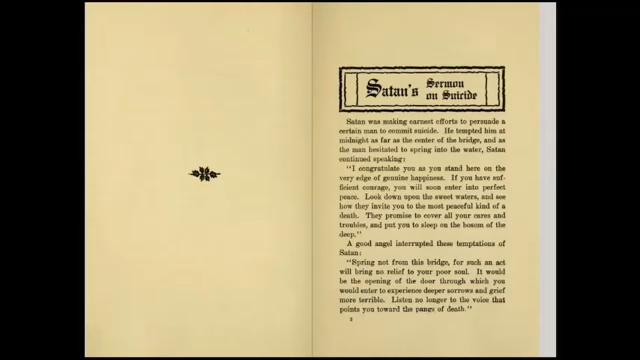 Satan's Sermon
on Suicide
Satan was making earnest efforts to persuade a
certain man to commit suicide. He tempted him at
midnight as far as the center of the bridge, and as
the man hesitated to spring into the water, Satan
continued speaking:
"I congratulate you as you stand here on the
very edge of genuine happiness. If you have suf-
ficient courage, you will soon enter into perfect
peace. Look down upon the sweet waters, and see
how they invite you to the most peaceful kind of a
death. They promise to cover all your cares and
troubles, and put you to sleep on the bosom of the
deep."
A good angel interrupted these temptations of
Satan:
"Spring not from this bridge, for such an act
will bring no relief to your poor soul. It would
be the opening of the door through which you
would enter to experience deeper sorrows and grief
more terrible. Listen no longer to the voice that
points you toward the pangs of death."